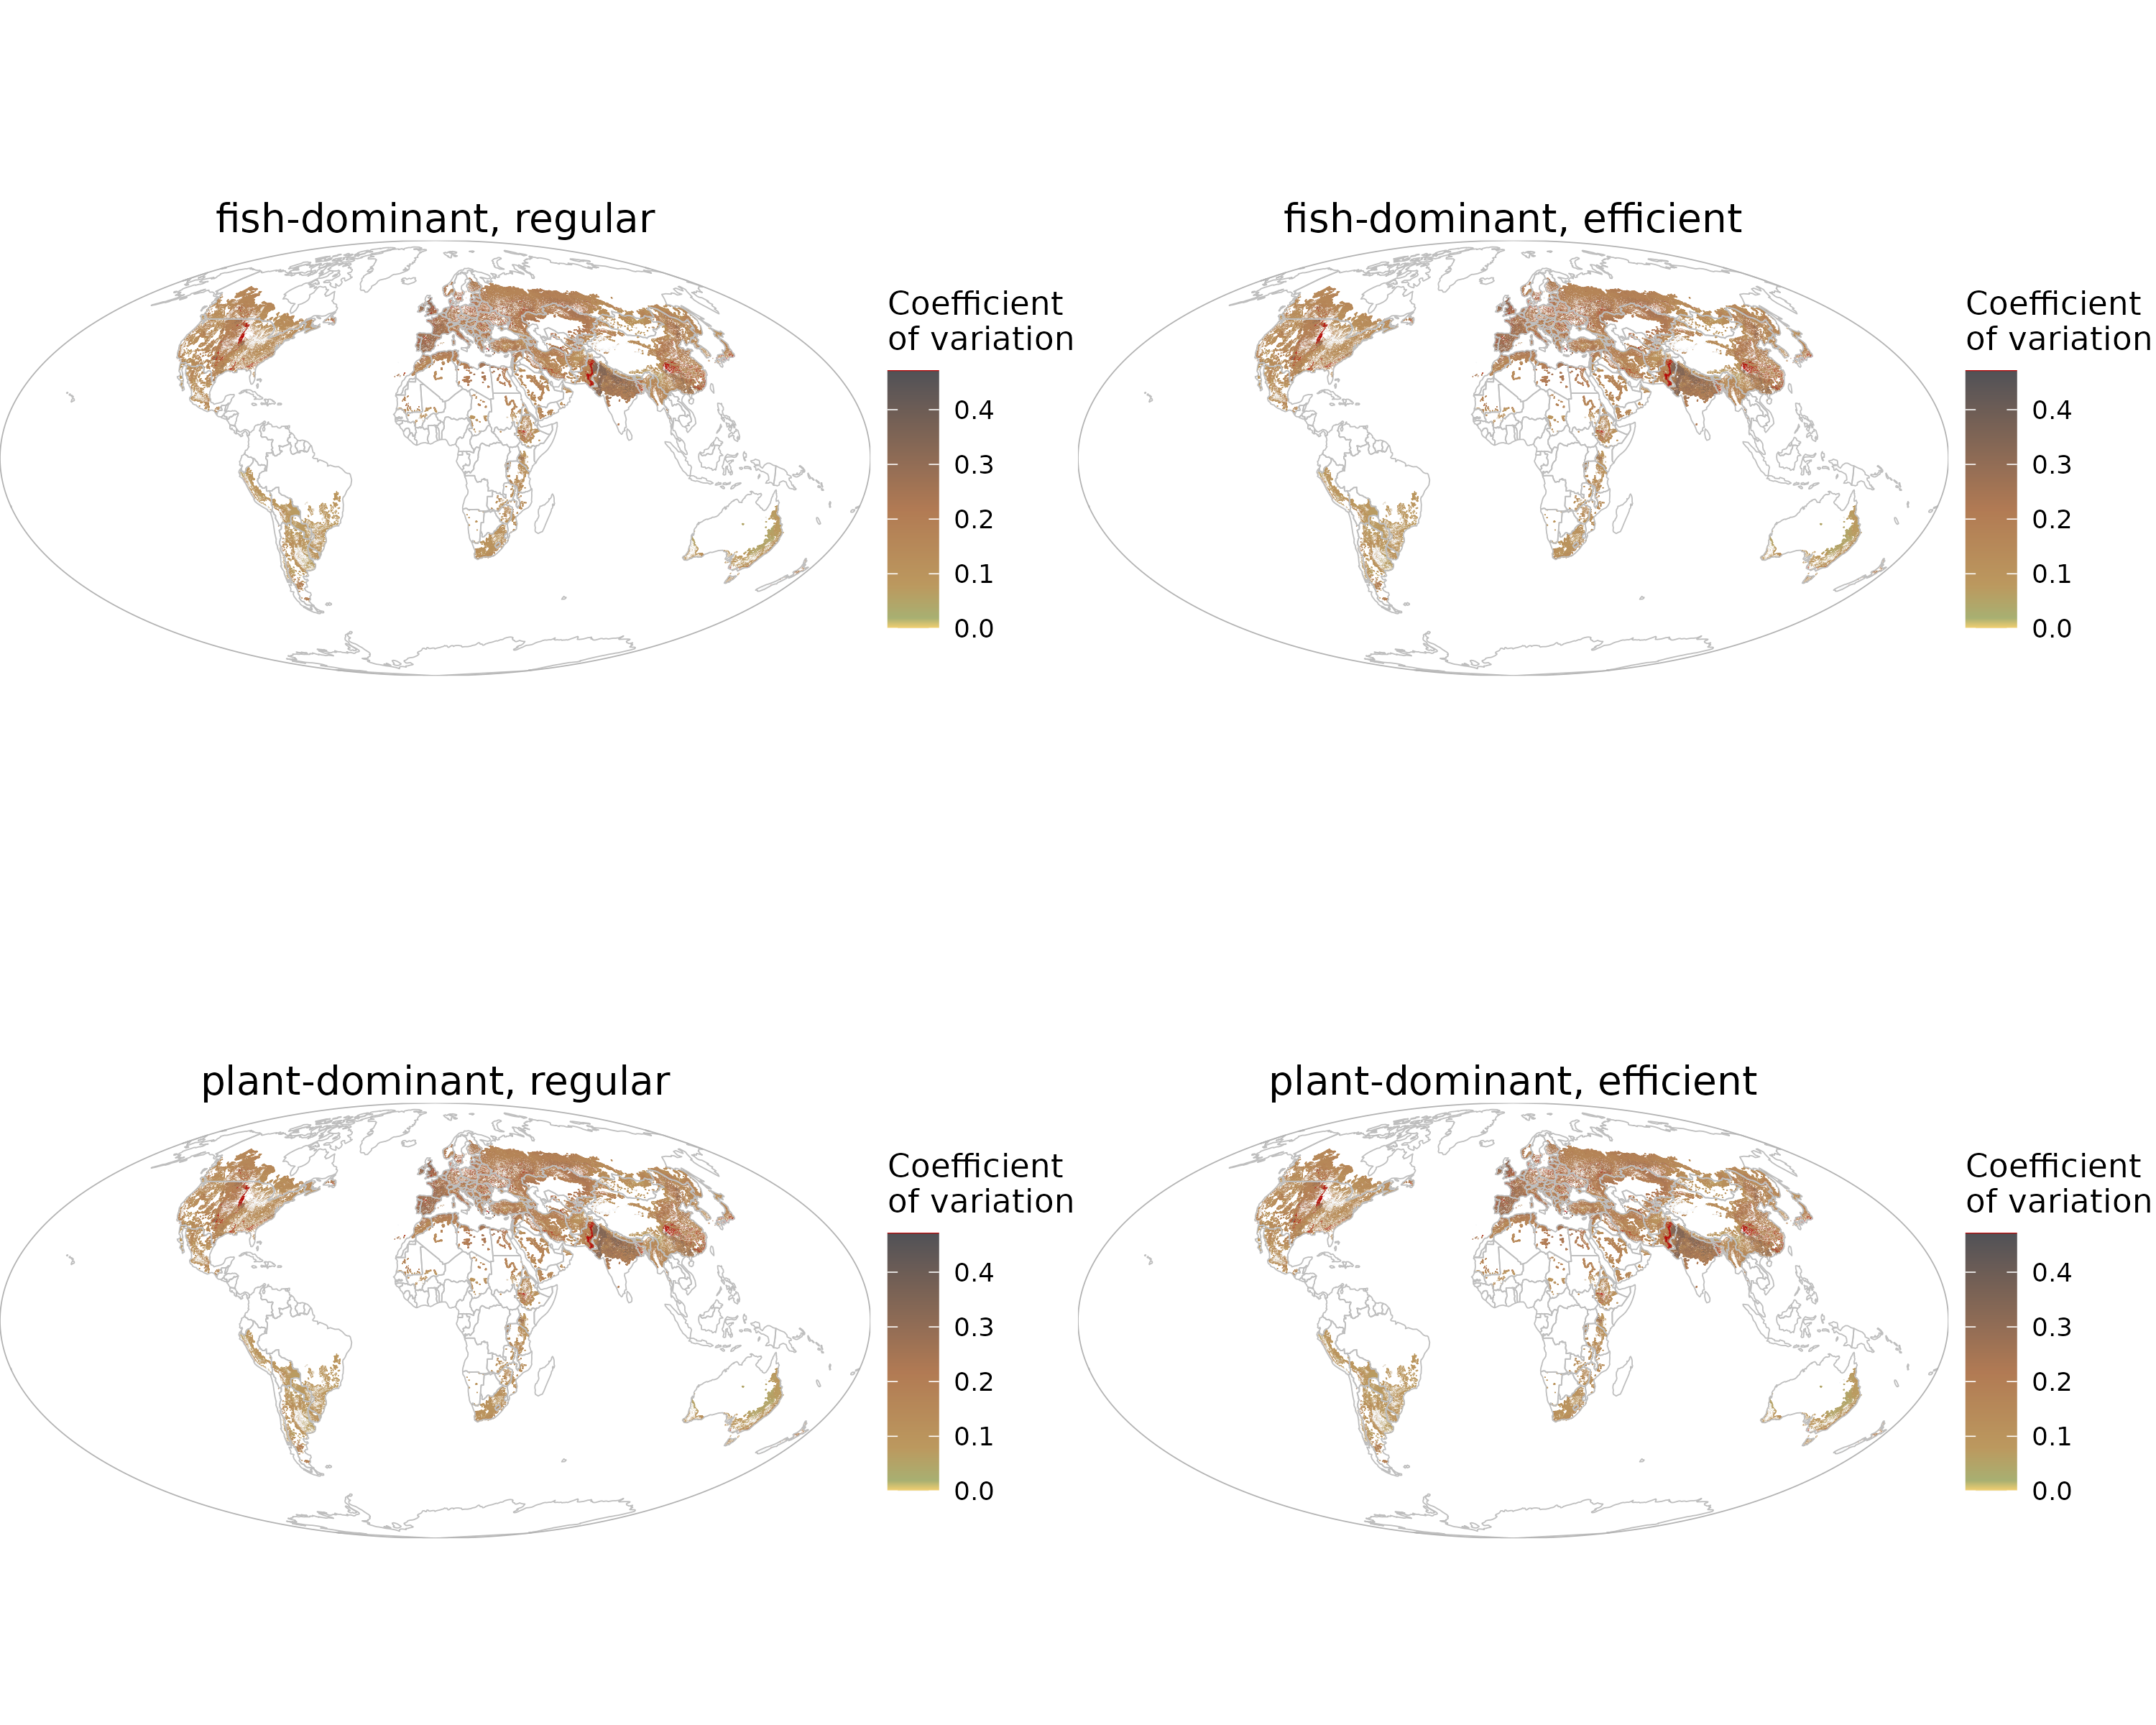 fish-dominant, regular
Coefficient
of variation
0.4
0.3
0.2
0.1
0.0
fish-dominant, efficient
Coefficient
of variation
0.4
0.3
0.2
0.1
0.0
plant-dominant, regular
Coefficient
of variation
0.4
0.3
0.2
0.1
0.0
plant-dominant, efficient
Coefficient
of variation
0.4
0.3
0.2
0.1
0.0